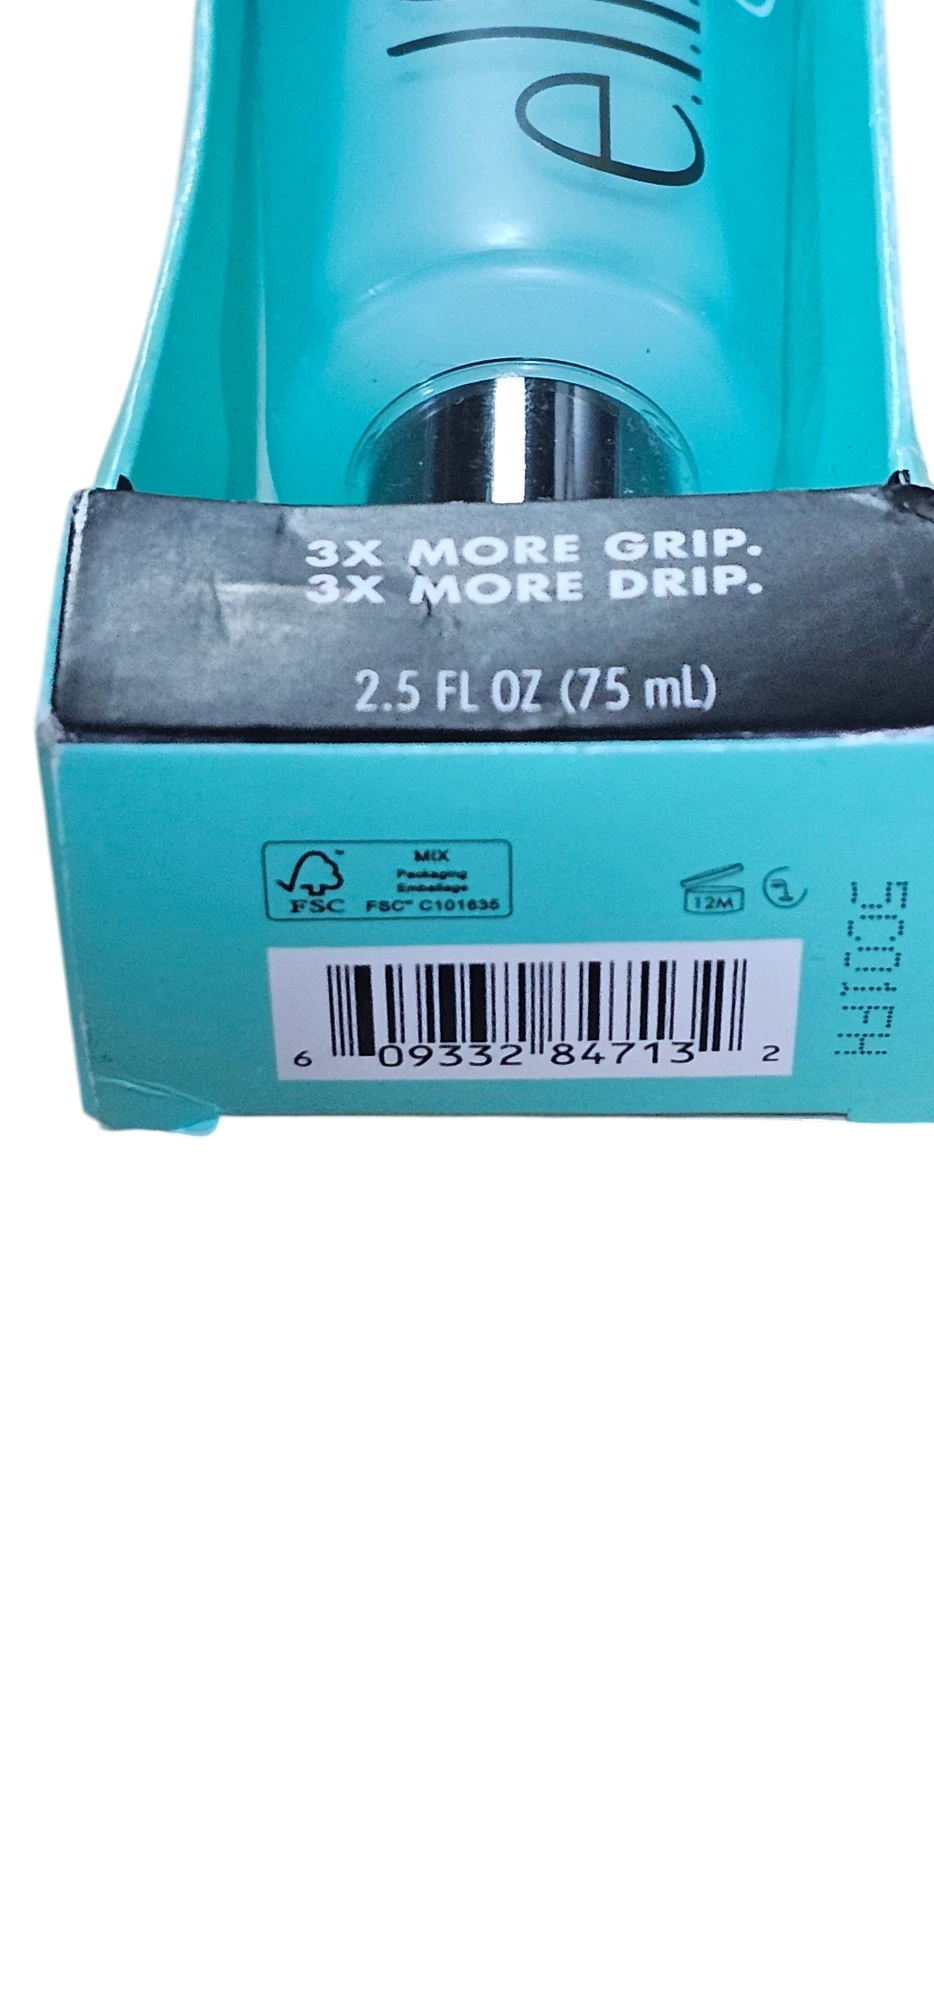 e.l.f.
3X MORE GRIP.
3X MORE DRIP.
2.5 FL OZ (75 mL)
MIX
Packaging
Emballage
FSC
FSC™ C101635
12M
6 09332 84713 2